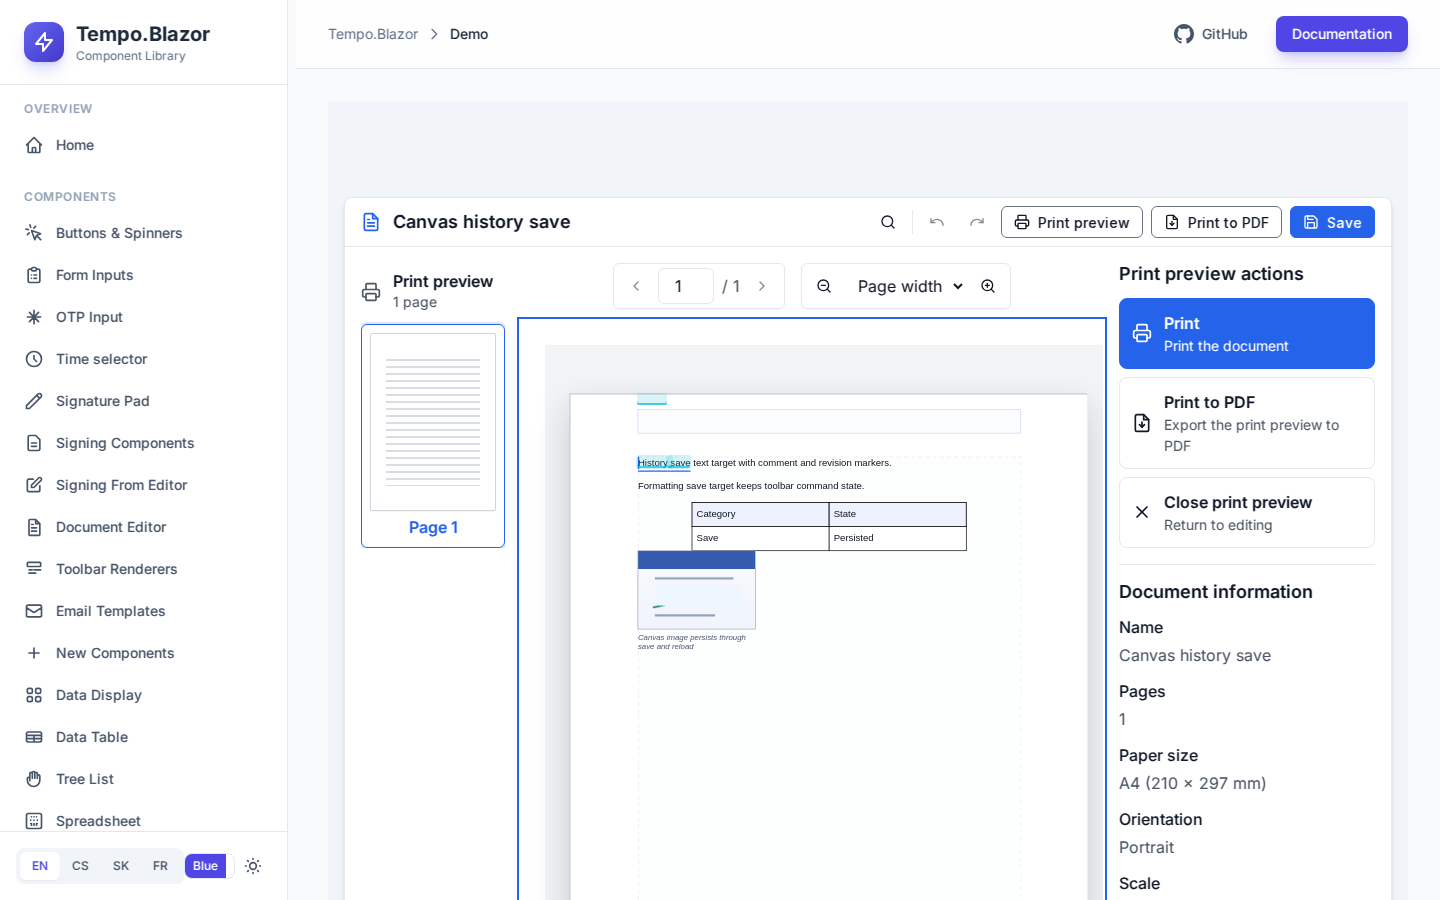 Tempo.Blazor
Component Library
OVERVIEW
Home
COMPONENTS
Buttons & Spinners
Form Inputs
OTP Input
Time selector
Signature Pad
Signing Components
Signing From Editor
Document Editor
Toolbar Renderers
Email Templates
New Components
Data Display
Data Table
Tree List
Spreadsheet
EN CS SK FR Blue
Tempo.Blazor Demo
GitHub
Documentation
Canvas history save
Print preview
Print to PDF
Save
Print preview
1 page
Page 1
1 / 1
Page width
History save text target with comment and revision markers.
Formatting save target keeps toolbar command state.
Category State
Save Persisted
Canvas image persists through
save and reload
Print preview actions
Print
Print the document
Print to PDF
Export the print preview to
PDF
Close print preview
Return to editing
Document information
Name
Canvas history save
Pages
1
Paper size
A4 (210 × 297 mm)
Orientation
Portrait
Scale